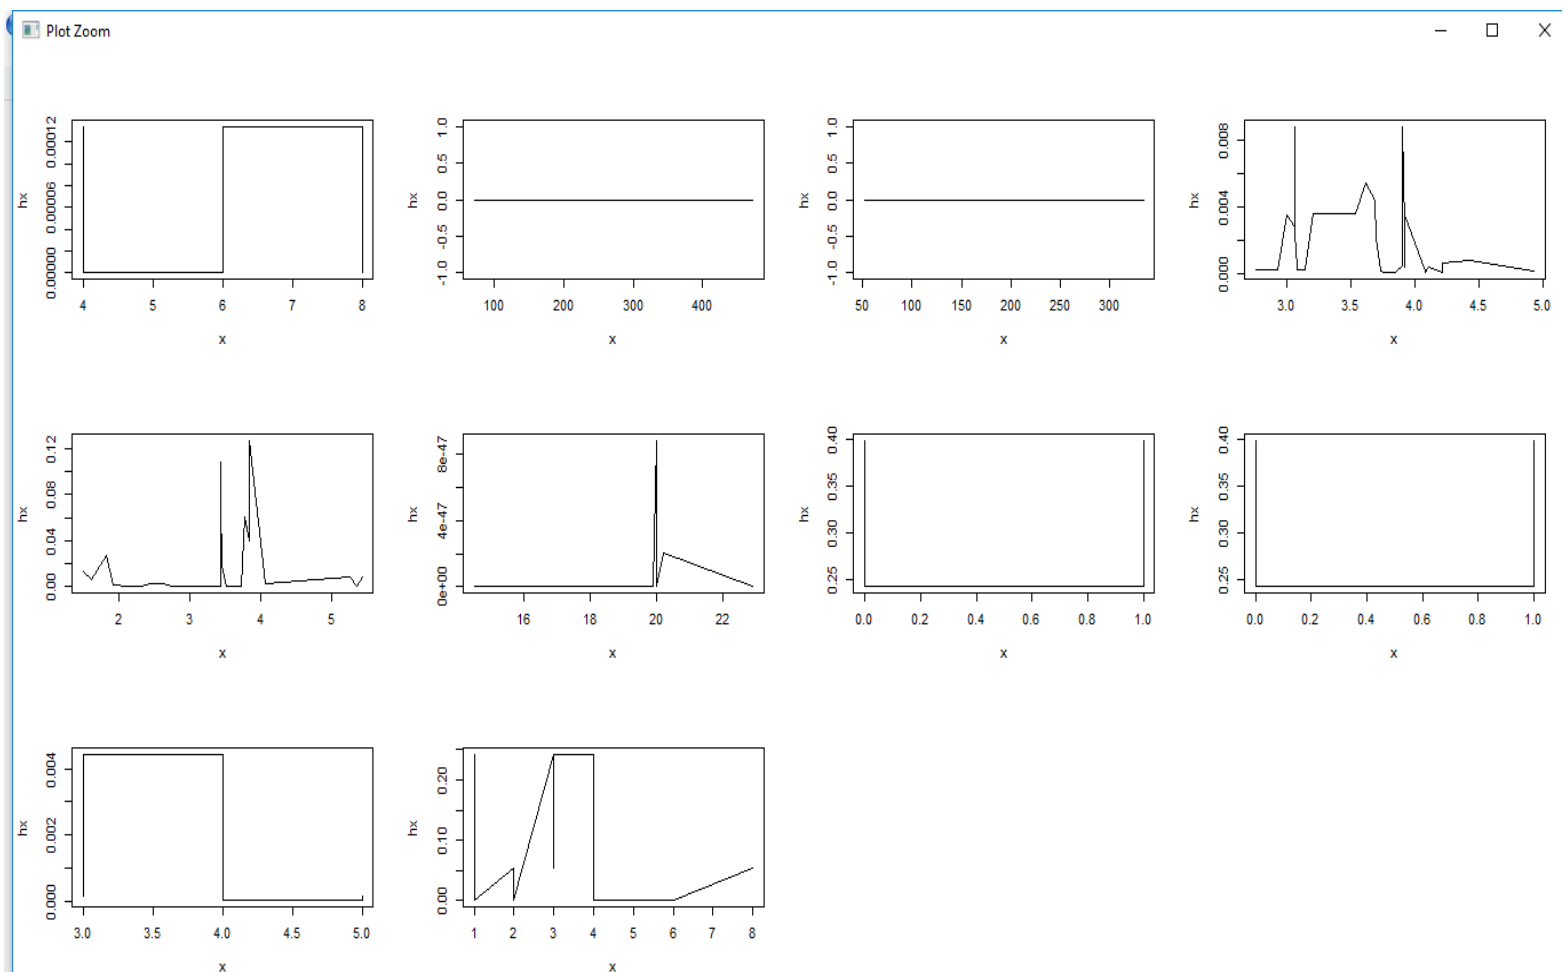 Plot Zoom
hx
0.00000 0.00006 0.00012
4 5 6 7 8
x
hx
-1.0 -0.5 0.0 0.5 1.0
100 200 300 400
x
hx
-1.0 -0.5 0.0 0.5 1.0
50 100 150 200 250 300
x
hx
0.000 0.004 0.008
3.0 3.5 4.0 4.5 5.0
x
hx
0.00 0.04 0.08 0.12
2 3 4 5
x
hx
0e+00 4e-47 8e-47
16 18 20 22
x
hx
0.25 0.30 0.35 0.40
0.0 0.2 0.4 0.6 0.8 1.0
x
hx
0.25 0.30 0.35 0.40
0.0 0.2 0.4 0.6 0.8 1.0
x
hx
0.000 0.002 0.004
3.0 3.5 4.0 4.5 5.0
x
hx
0.00 0.10 0.20
1 2 3 4 5 6 7 8
x